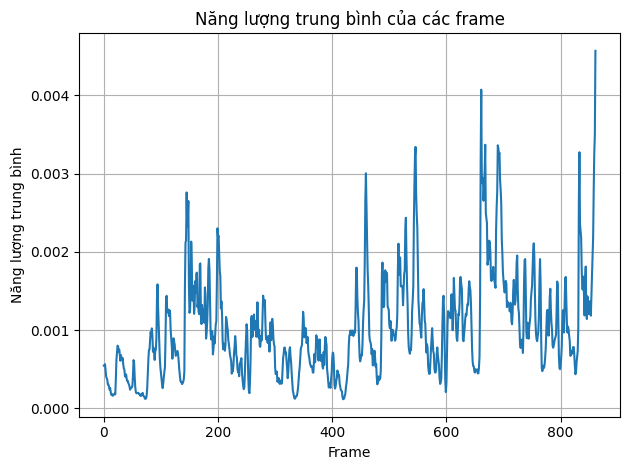 Năng lượng trung bình của các frame
Năng lượng trung bình
0.004
0.003
0.002
0.001
0.000
0 200 400 600 800
Frame